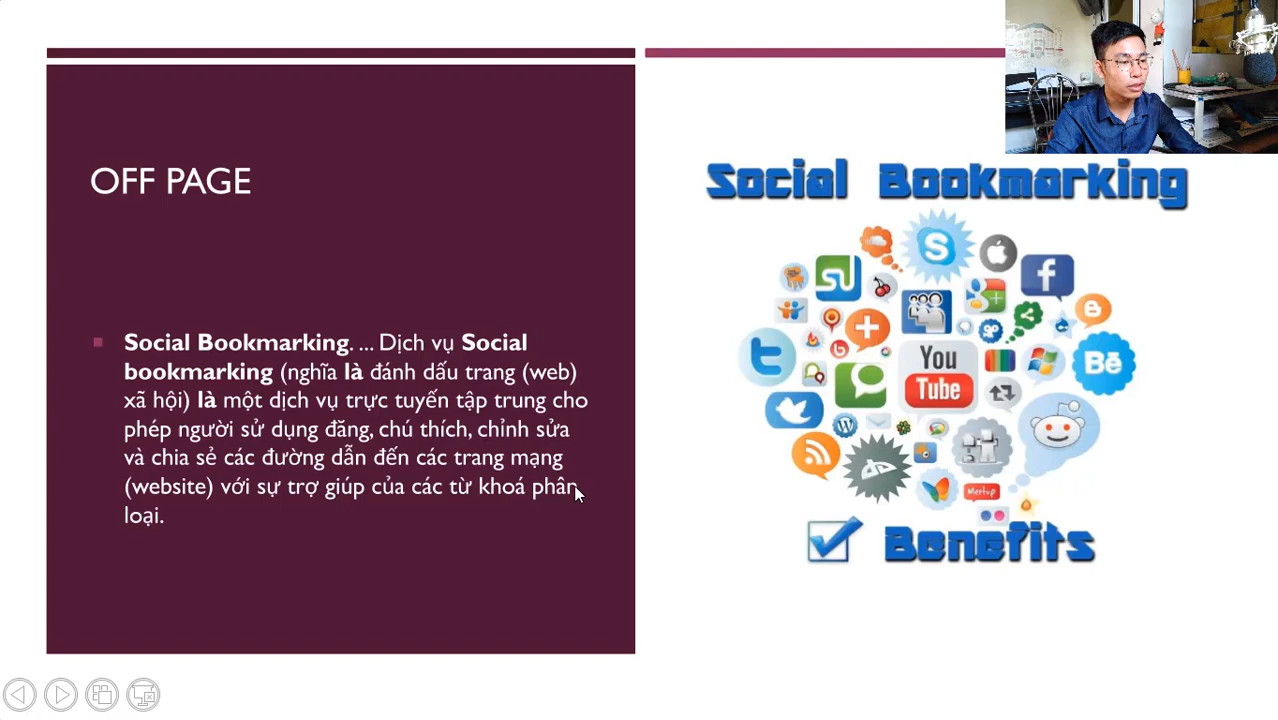 OFF PAGE
Social Bookmarking. ... Dịch vụ Social
bookmarking (nghĩa là đánh dấu trang (web)
xã hội) là một dịch vụ trực tuyến tập trung cho
phép người sử dụng đăng, chú thích, chỉnh sửa
và chia sẻ các đường dẫn đến các trang mạng
(website) với sự trợ giúp của các từ khoá phân
loại.
Social Bookmarking
You
Tube
Bē
Meetup
Benefits